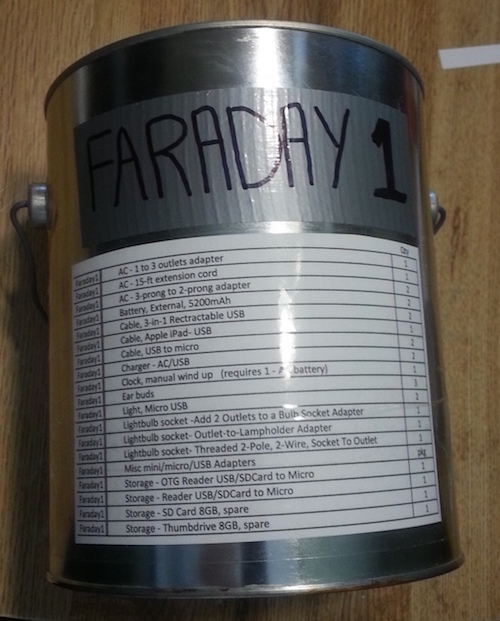 FARADAY 1
Qty
Faraday1 AC - 1 to 3 outlets adapter 1
Faraday1 AC - 15-ft extension cord 1
Faraday1 AC - 3-prong to 2-prong adapter 2
Faraday1 Battery, External, 5200mAh 2
Faraday1 Cable, 3-in-1 Rectractable USB 2
Faraday1 Cable, Apple iPad- USB 1
Faraday1 Cable, USB to micro 2
Faraday1 Charger - AC/USB 2
Faraday1 Clock, manual wind up (requires 1 - battery) 1
Faraday1 Ear buds 3
Faraday1 Light, Micro USB 2
Faraday1 Lightbulb socket -Add 2 Outlets to a Bulb Socket Adapter 1
Faraday1 Lightbulb socket- Outlet-to-Lampholder Adapter 1
Faraday1 Lightbulb socket- Threaded 2-Pole, 2-Wire, Socket To Outlet 1
Faraday1 Misc mini/micro/USB Adapters pkg
Faraday1 Storage - OTG Reader USB/SDCard to Micro 1
Faraday1 Storage - Reader USB/SDCard to Micro 1
Faraday1 Storage - SD Card 8GB, spare 1
Faraday1 Storage - Thumbdrive 8GB, spare 1